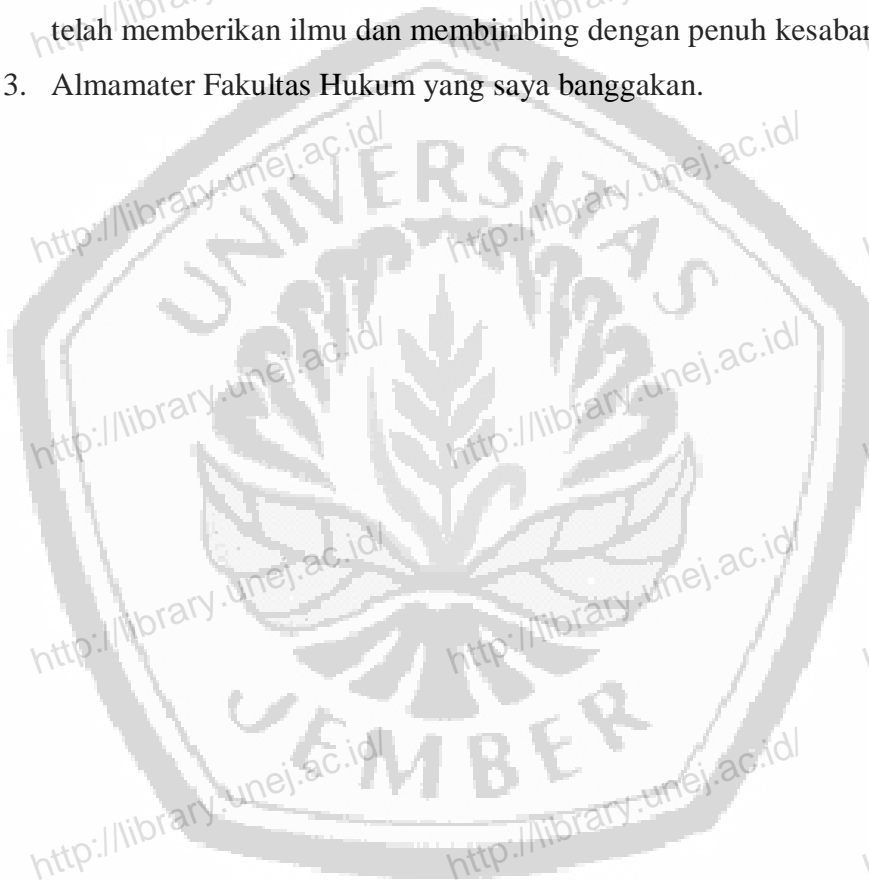 telah memberikan ilmu dan membimbing dengan penuh
3. Almamater Fakultas Hukum yang saya banggakan.
http://library.unej.ac.id/ http://library.unej.ac.id/
UNIVERSITAS
http://library.unej.ac.id/ http://library.unej.ac.id/
http://library.unej.ac.id/ http://library.unej.ac.id/
JEMBER
http://library.unej.ac.id/ http://library.unej.ac.id/